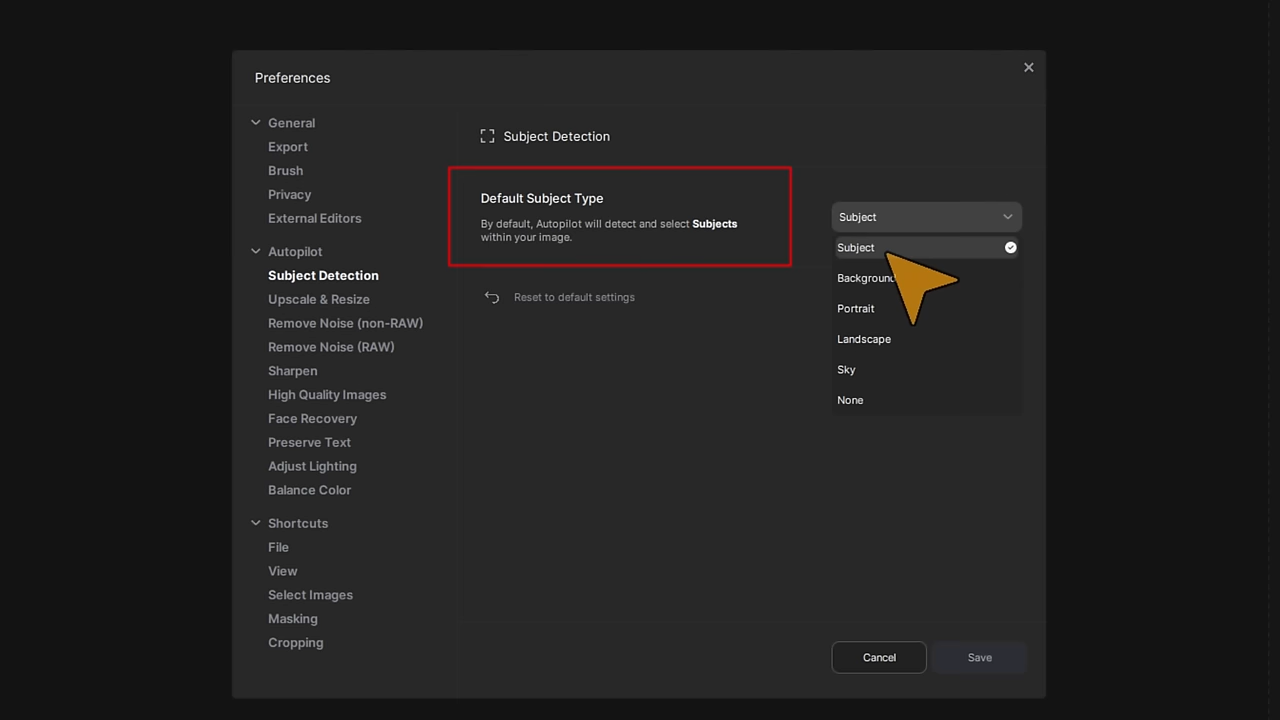 Preferences
General
Export
Brush
Privacy
External Editors
Autopilot
Subject Detection
Upscale & Resize
Remove Noise (non-RAW)
Remove Noise (RAW)
Sharpen
High Quality Images
Face Recovery
Preserve Text
Adjust Lighting
Balance Color
Shortcuts
File
View
Select Images
Masking
Cropping
Subject Detection
Default Subject Type
By default, Autopilot will detect and select Subjects
within your image.
Reset to default settings
Subject
Subject
Background
Portrait
Landscape
Sky
None
Cancel
Save